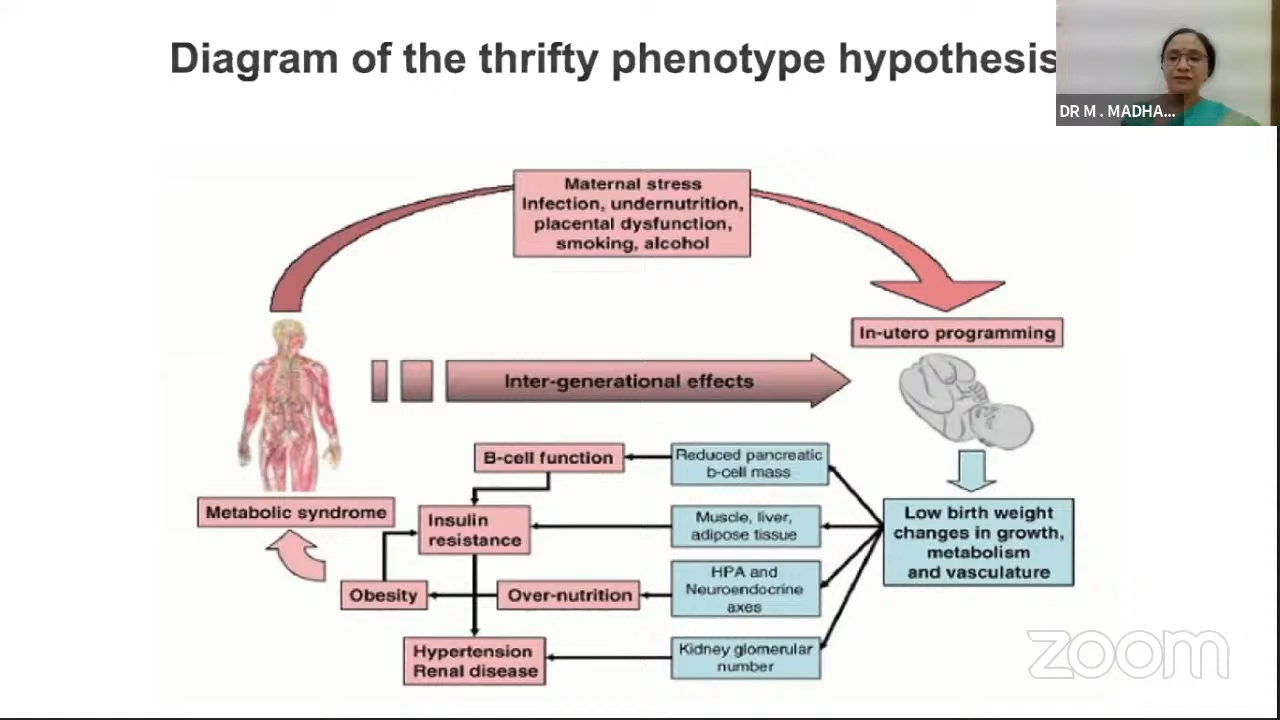 Diagram of the thrifty phenotype hypothesis
DR M . MADHA...
Maternal stress
Infection, undernutrition,
placental dysfunction,
smoking, alcohol
In-utero programming
Inter-generational effects
B-cell function
Reduced pancreatic
b-cell mass
Metabolic syndrome
Insulin
resistance
Muscle, liver,
adipose tissue
Low birth weight
changes in growth,
metabolism
and vasculature
Obesity
Over-nutrition
HPA and
Neuroendocrine
axes
Hypertension
Renal disease
Kidney glomerular
number
zoom